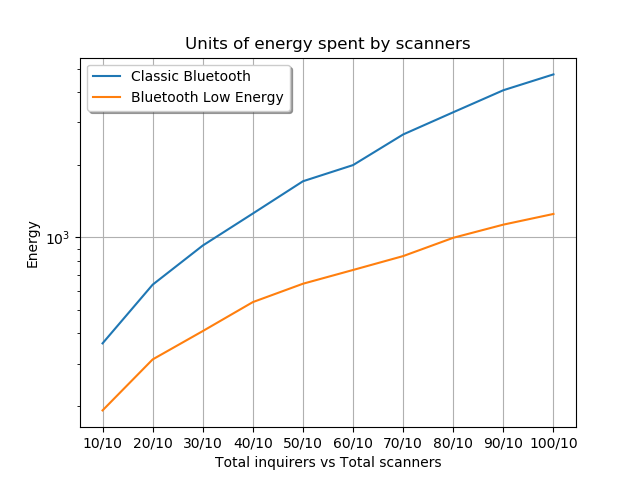 Units of energy spent by scanners
Classic Bluetooth
Bluetooth Low Energy
Energy
10³
10/10 20/10 30/10 40/10 50/10 60/10 70/10 80/10 90/10 100/10
Total inquirers vs Total scanners